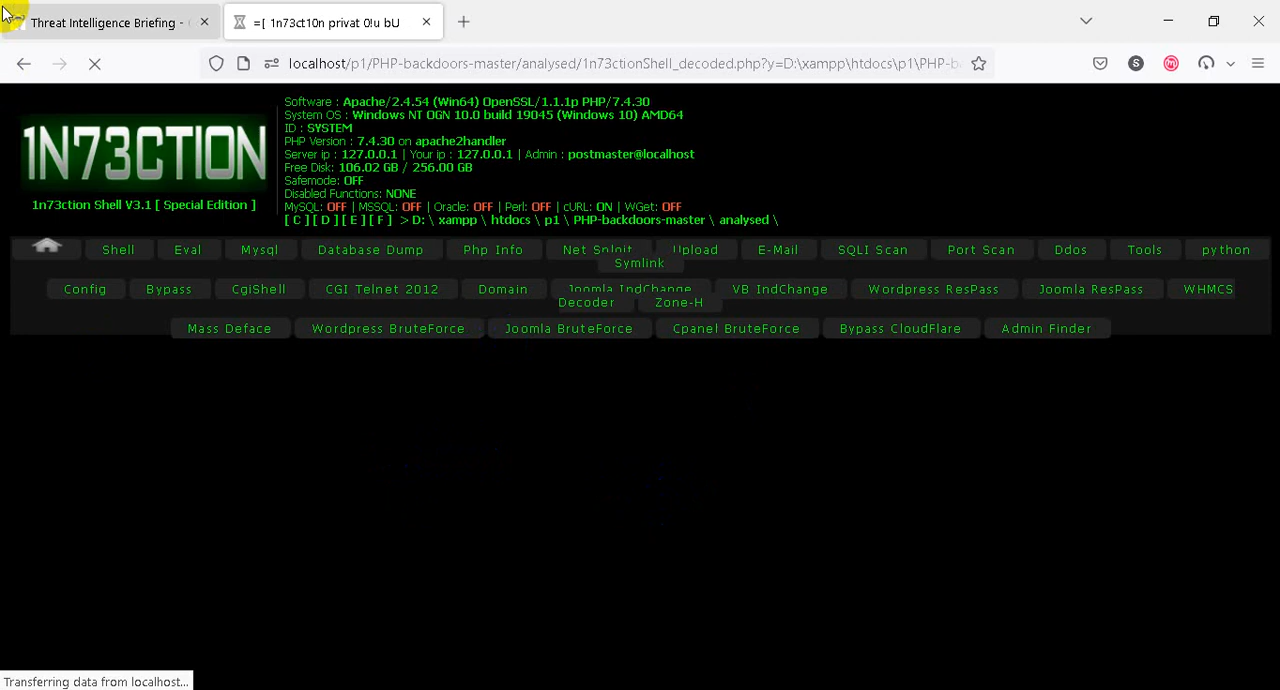 Threat Intelligence Briefing -
=[ 1n73ct10n privat 0!u bU
localhost/p1/PHP-backdoors-master/analysed/1n73ctionShell_decoded.php?y=D:\xampp\htdocs\p1\PHP-b
1N73CTION
1n73ction Shell V3.1 [ Special Edition ]
Software : Apache/2.4.54 (Win64) OpenSSL/1.1.1p PHP/7.4.30
System OS : Windows NT OGN 10.0 build 19045 (Windows 10) AMD64
ID : SYSTEM
PHP Version : 7.4.30 on apache2handler
Server ip : 127.0.0.1 | Your ip : 127.0.0.1 | Admin : postmaster@localhost
Free Disk: 106.02 GB / 256.00 GB
Safemode: OFF
Disabled Functions: NONE
MySQL: OFF | MSSQL: OFF | Oracle: OFF | Perl: OFF | cURL: ON | WGet: OFF
[ C ] [ D ] [ E ] [ F ] > D: \ xampp \ htdocs \ p1 \ PHP-backdoors-master \ analysed \
Shell Eval Mysql Database Dump Php Info Net Sploit Upload E-Mail SQLI Scan Port Scan Ddos Tools python
Symlink
Config Bypass CgiShell CGI Telnet 2012 Domain Joomla IndChange VB IndChange Wordpress ResPass Joomla ResPass WHMCS
Decoder Zone-H
Mass Deface Wordpress BruteForce Joomla BruteForce Cpanel BruteForce Bypass CloudFlare Admin Finder
Transferring data from localhost...